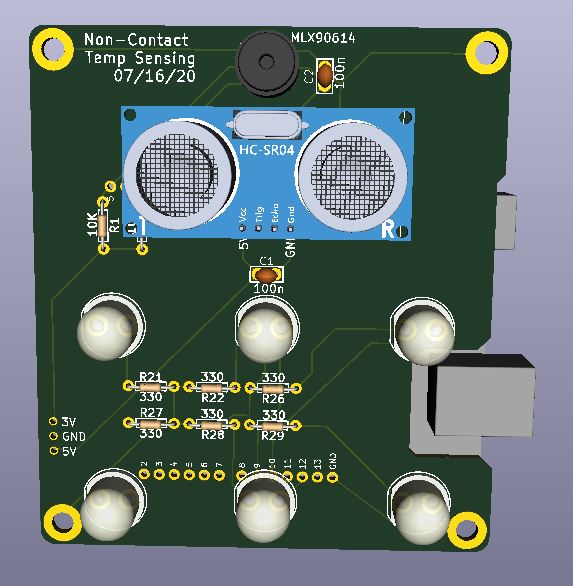 Non-Contact
Temp Sensing
07/16/20
MLX90614
C2
100n
HC-SR04
Vcc
Trig
Echo
Gnd
5V
R
10K
R1
C1
100n
R21
330
330
R22
330
R26
R27
330
330
R28
330
R29
3V
GND
5V
2
3
4
5
6
7
8
9
10
11
12
13
GND